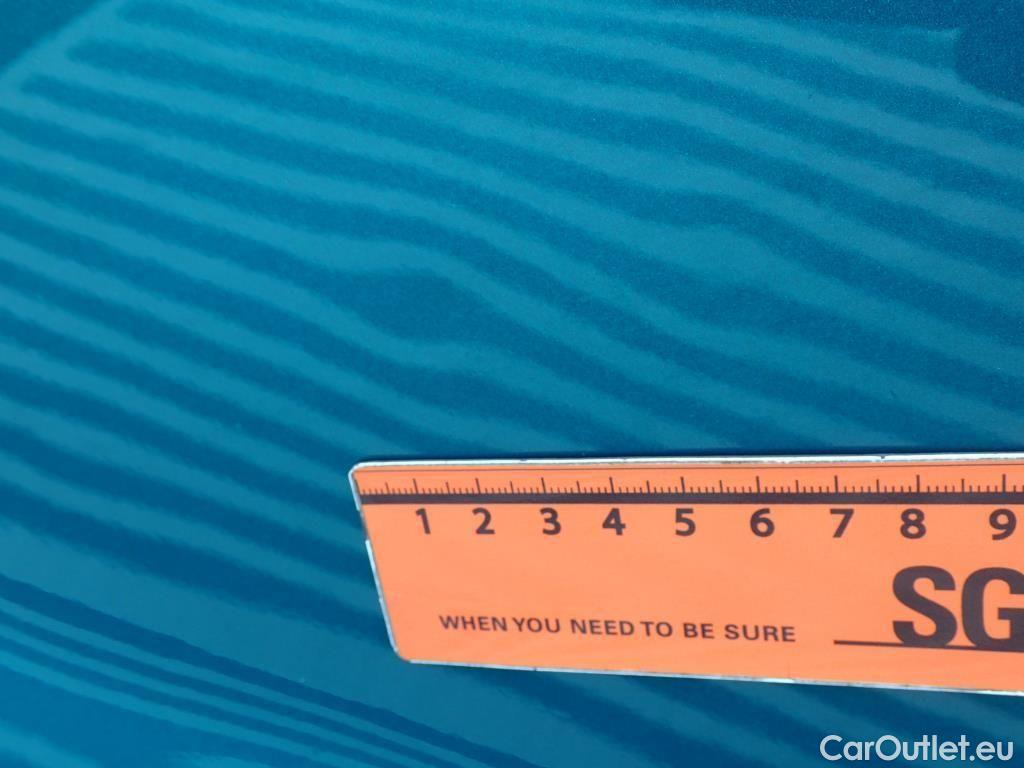 1 2 3 4 5 6 7 8 9
SG
WHEN YOU NEED TO BE SURE
CarOutlet.eu